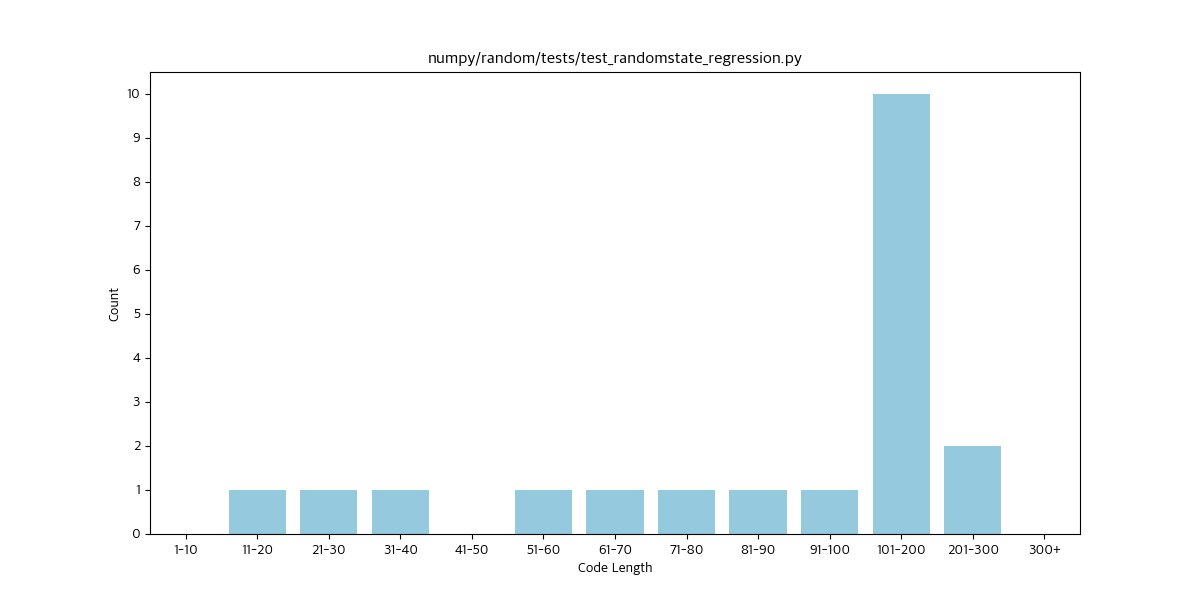 numpy/random/tests/test_randomstate_regression.py
10
9
8
7
6
5
4
3
2
1
0
Count
1-10 11-20 21-30 31-40 41-50 51-60 61-70 71-80 81-90 91-100 101-200 201-300 300+
Code Length